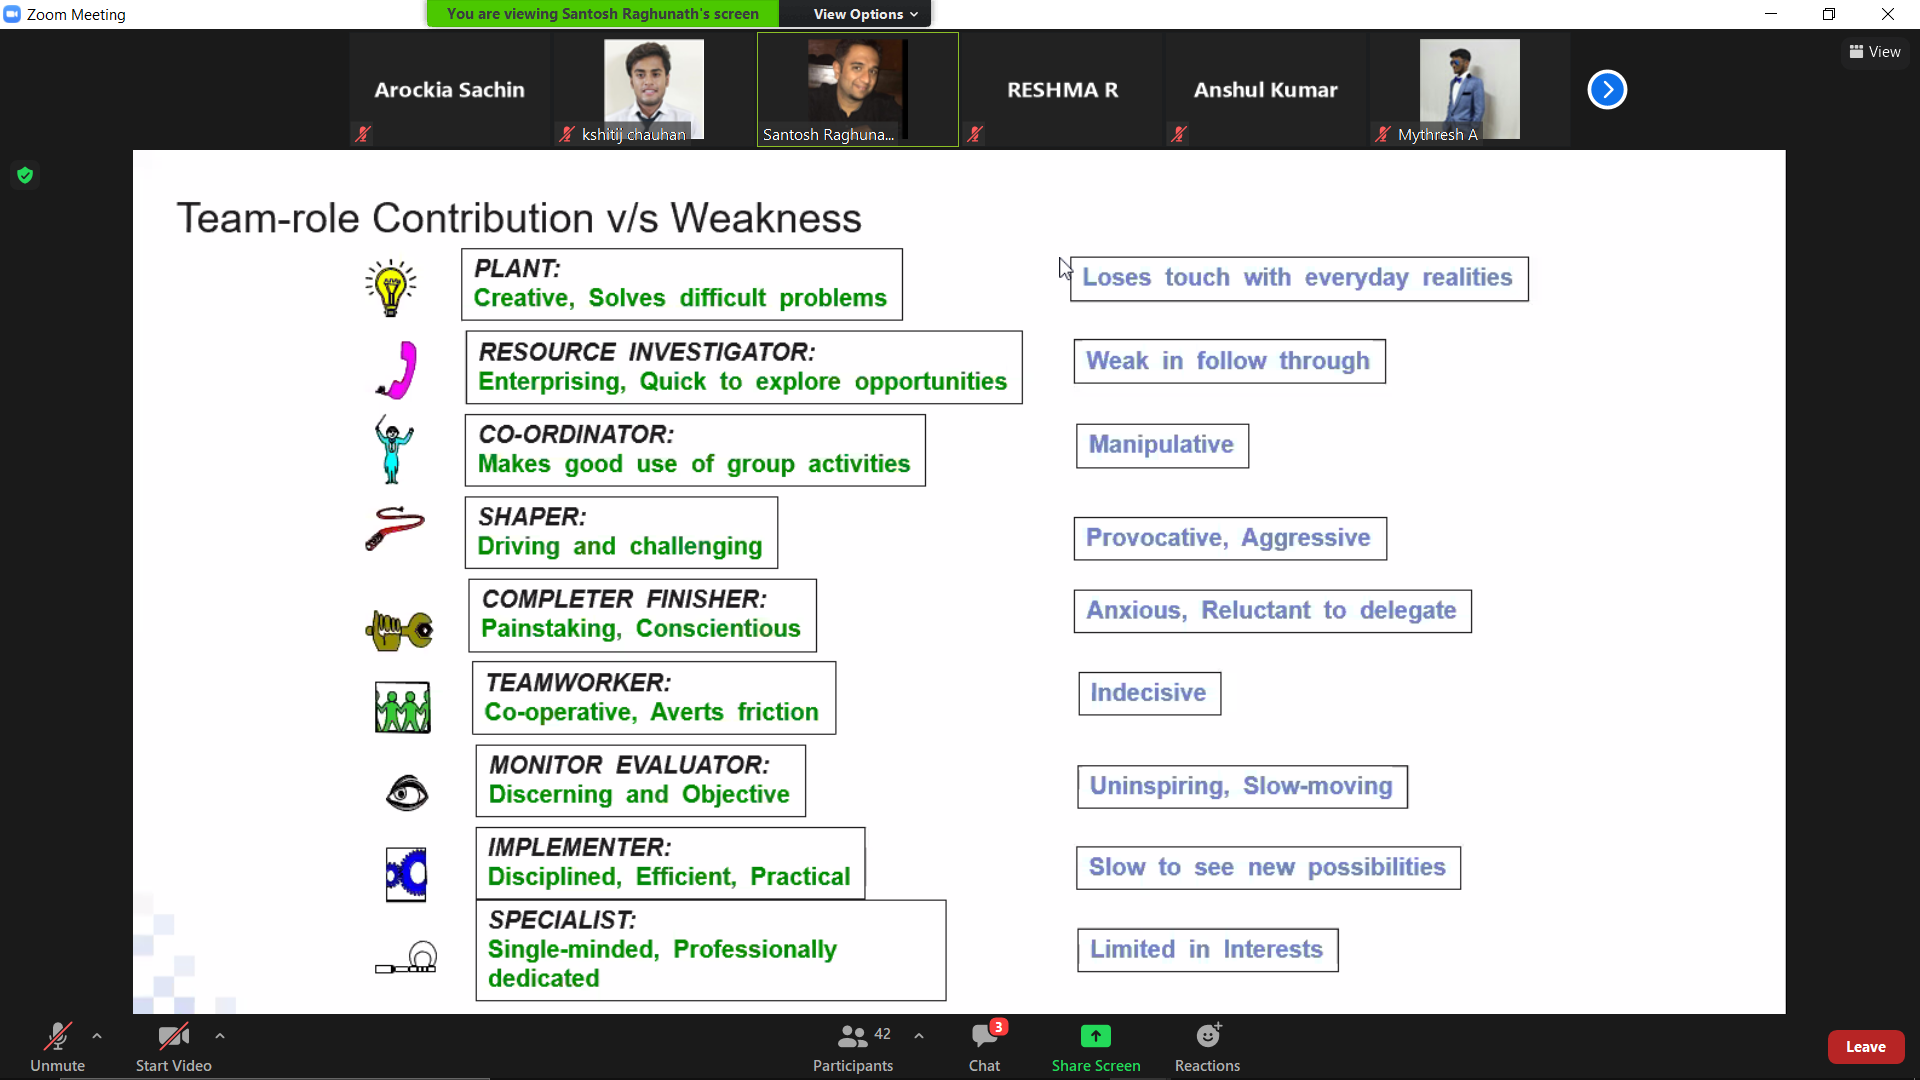 Zoom Meeting
You are viewing Santosh Raghunath's screen
View Options
View
Arockia Sachin
kshitij chauhan
Santosh Raghuna...
RESHMA R
Anshul Kumar
Mythresh A
Team-role Contribution v/s Weakness
PLANT:
Creative, Solves difficult problems
Loses touch with everyday realities
RESOURCE INVESTIGATOR:
Enterprising, Quick to explore opportunities
Weak in follow through
CO-ORDINATOR:
Makes good use of group activities
Manipulative
SHAPER:
Driving and challenging
Provocative, Aggressive
COMPLETER FINISHER:
Painstaking, Conscientious
Anxious, Reluctant to delegate
TEAMWORKER:
Co-operative, Averts friction
Indecisive
MONITOR EVALUATOR:
Discerning and Objective
Uninspiring, Slow-moving
IMPLEMENTER:
Disciplined, Efficient, Practical
Slow to see new possibilities
SPECIALIST:
Single-minded, Professionally
dedicated
Limited in Interests
Unmute
Start Video
42
Participants
3
Chat
Share Screen
Reactions
Leave